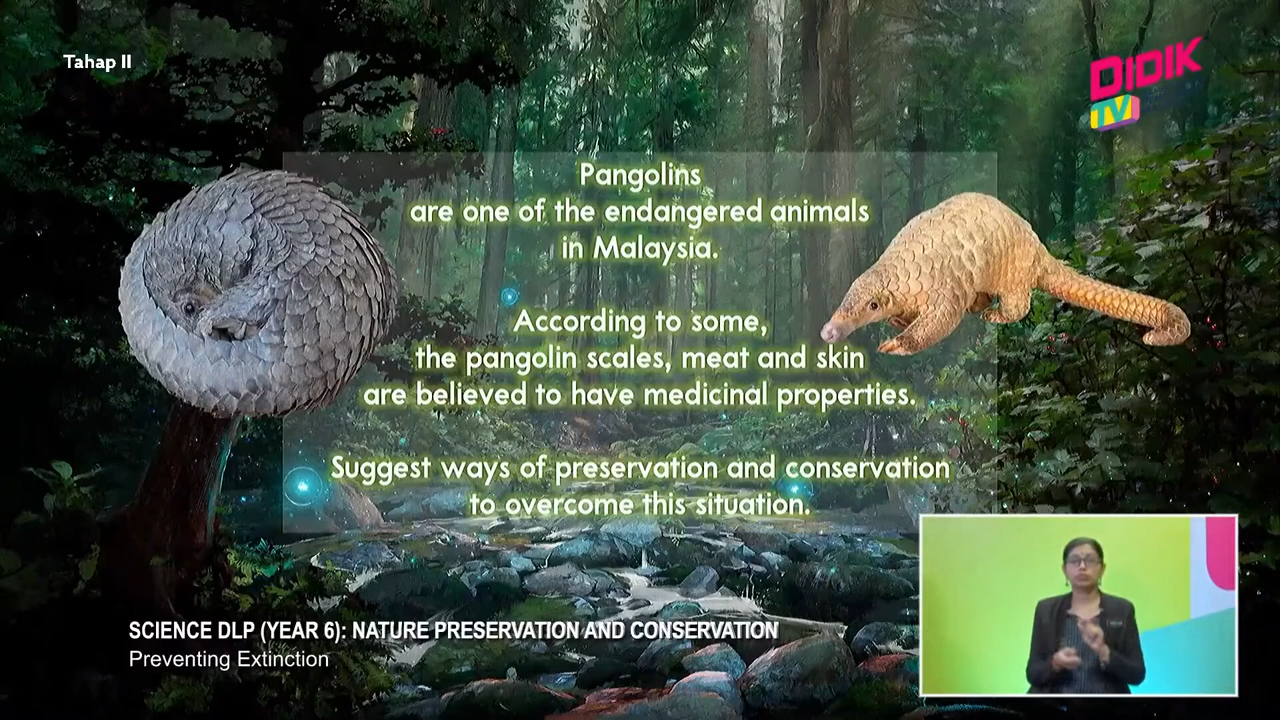 Tahap II
DIDIK
TV
Pangolins
are one of the endangered animals
in Malaysia.
According to some,
the pangolin scales, meat and skin
are believed to have medicinal properties.
Suggest ways of preservation and conservation
to overcome this situation.
SCIENCE DLP (YEAR 6): NATURE PRESERVATION AND CONSERVATION
Preventing Extinction